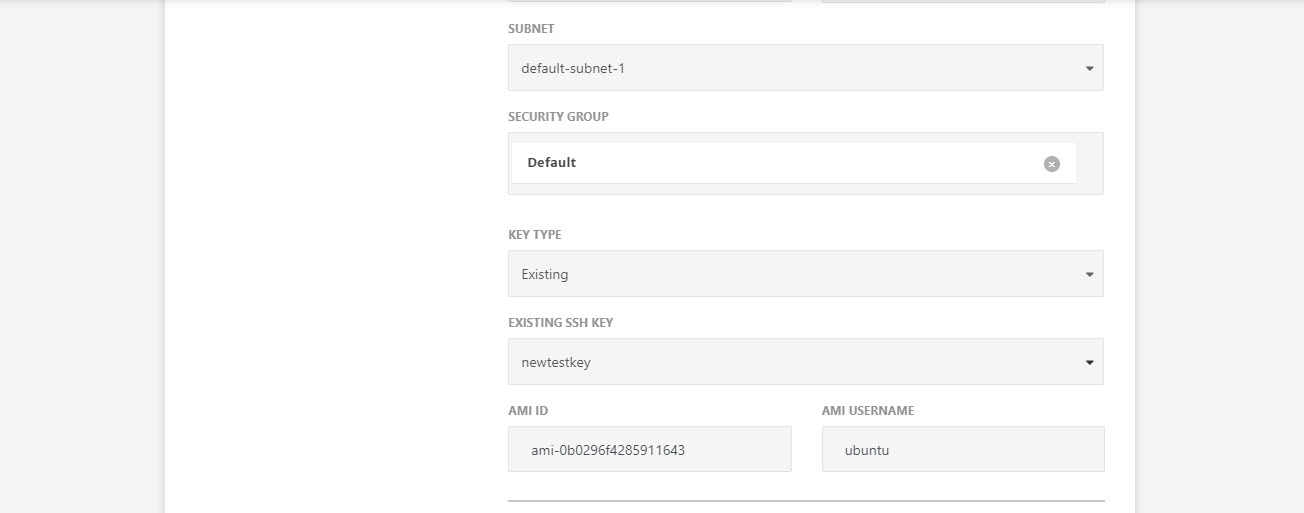 SUBNET
default-subnet-1
SECURITY GROUP
Default
KEY TYPE
Existing
EXISTING SSH KEY
newtestkey
AMI ID
AMI USERNAME
ami-0b0296f4285911643
ubuntu